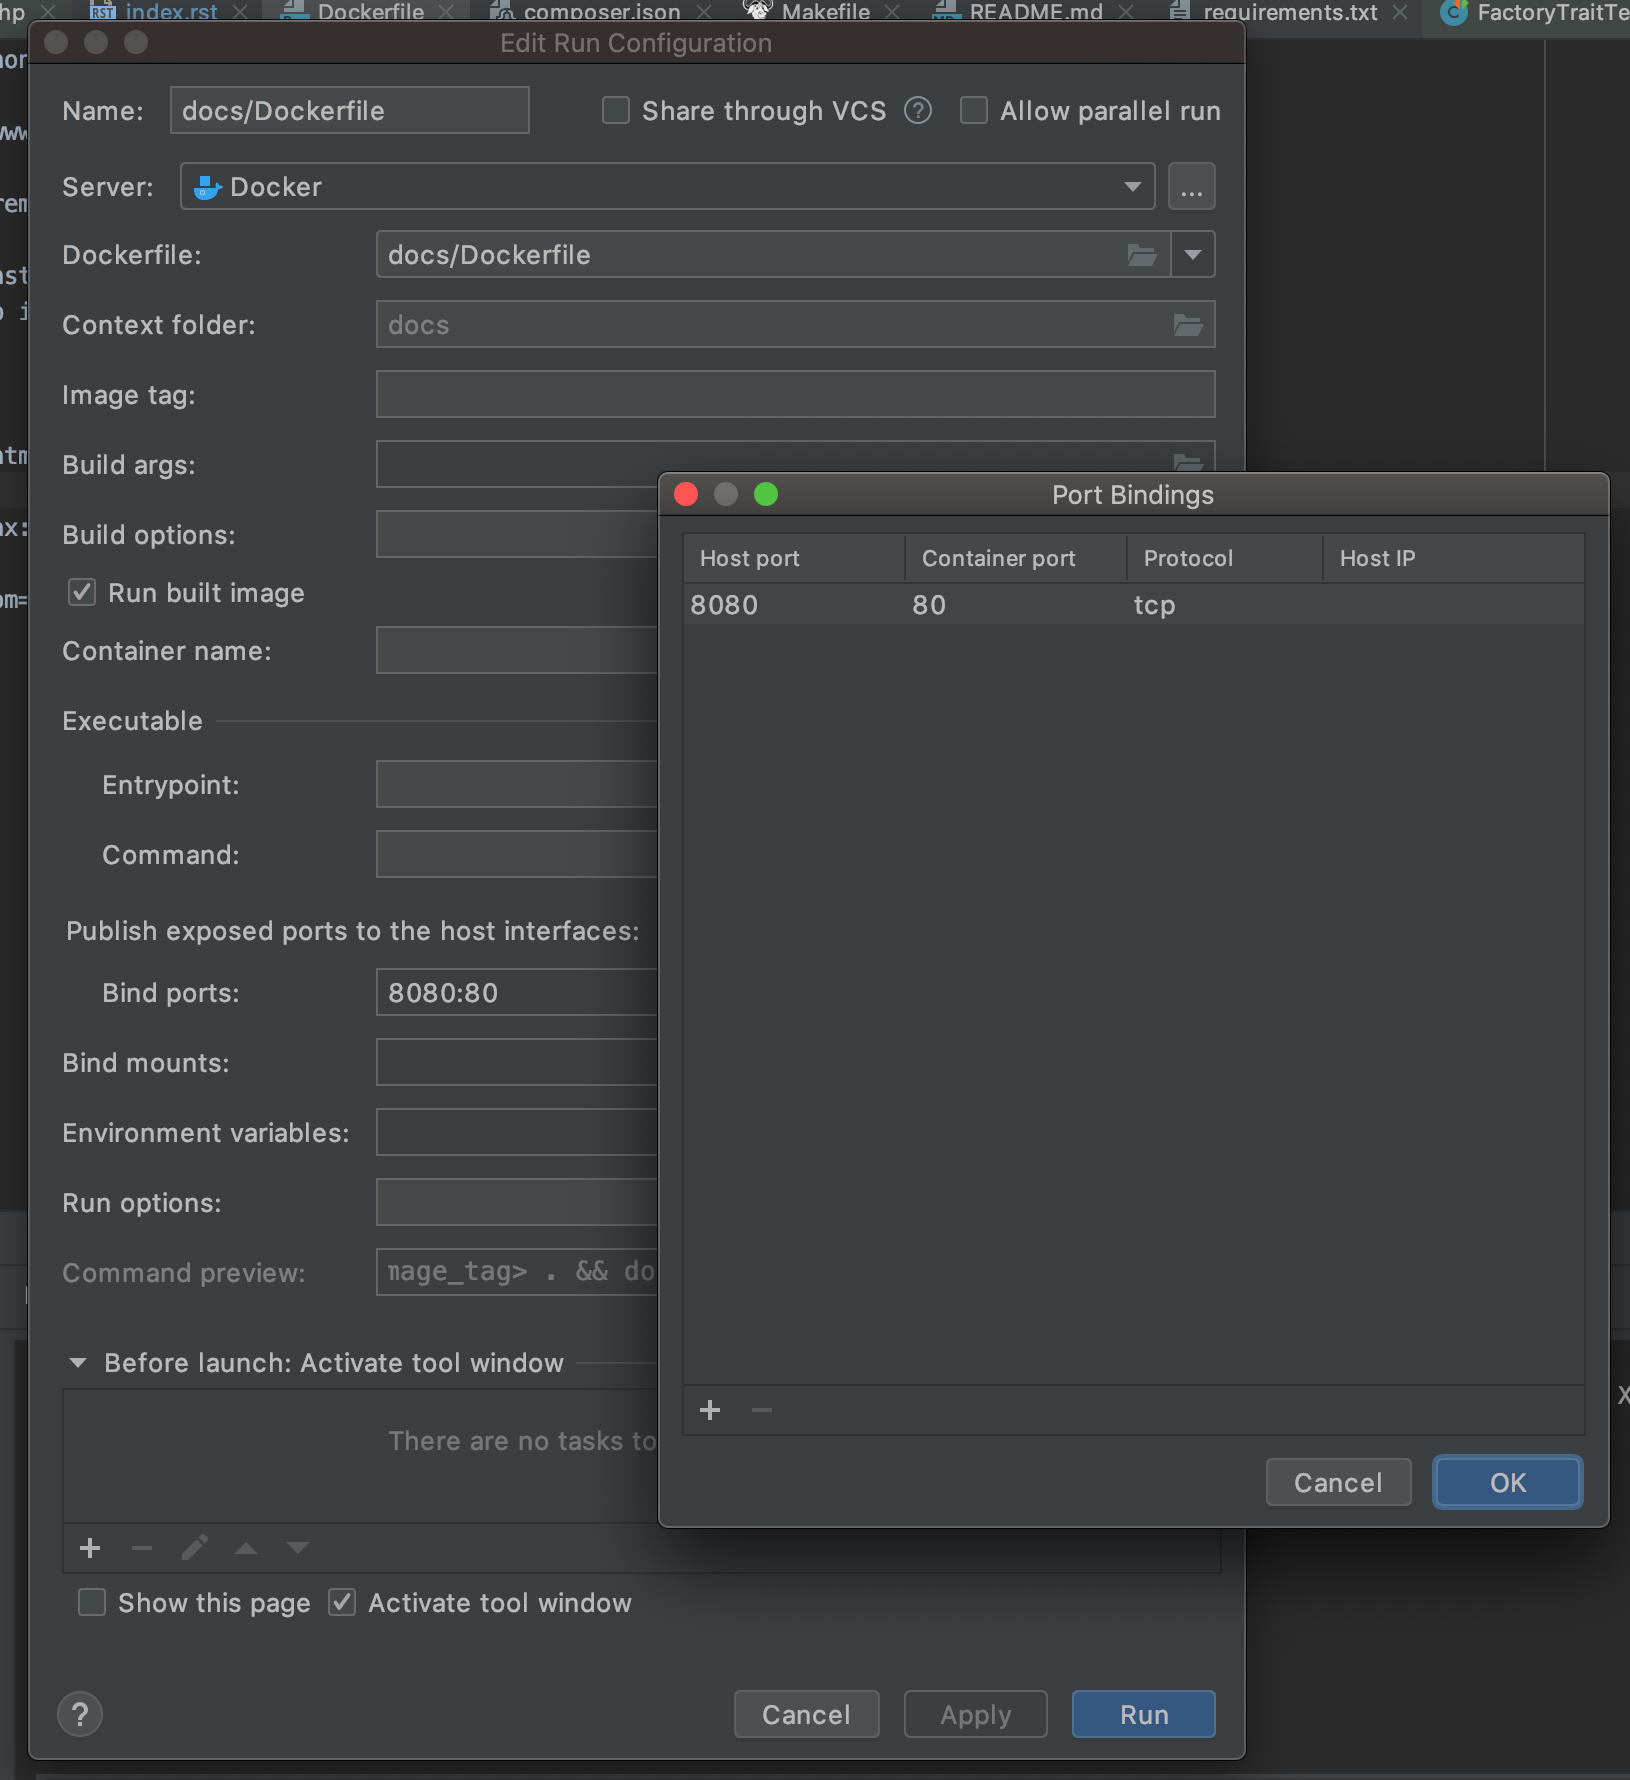 hp index.rst Dockerfile composer.json Makefile README.md requirements.txt FactoryTraitTe
Edit Run Configuration
Name: docs/Dockerfile Share through VCS ? Allow parallel run
Server: Docker ...
Dockerfile: docs/Dockerfile
Context folder: docs
Image tag:
Build args:
Build options:
Run built image
Container name:
Executable
Entrypoint:
Command:
Publish exposed ports to the host interfaces:
Bind ports: 8080:80
Bind mounts:
Environment variables:
Run options:
Command preview: mage_tag> . && do
Before launch: Activate tool window
There are no tasks to
Show this page Activate tool window
? Cancel Apply Run
Port Bindings
Host port Container port Protocol Host IP
8080 80 tcp
Cancel OK